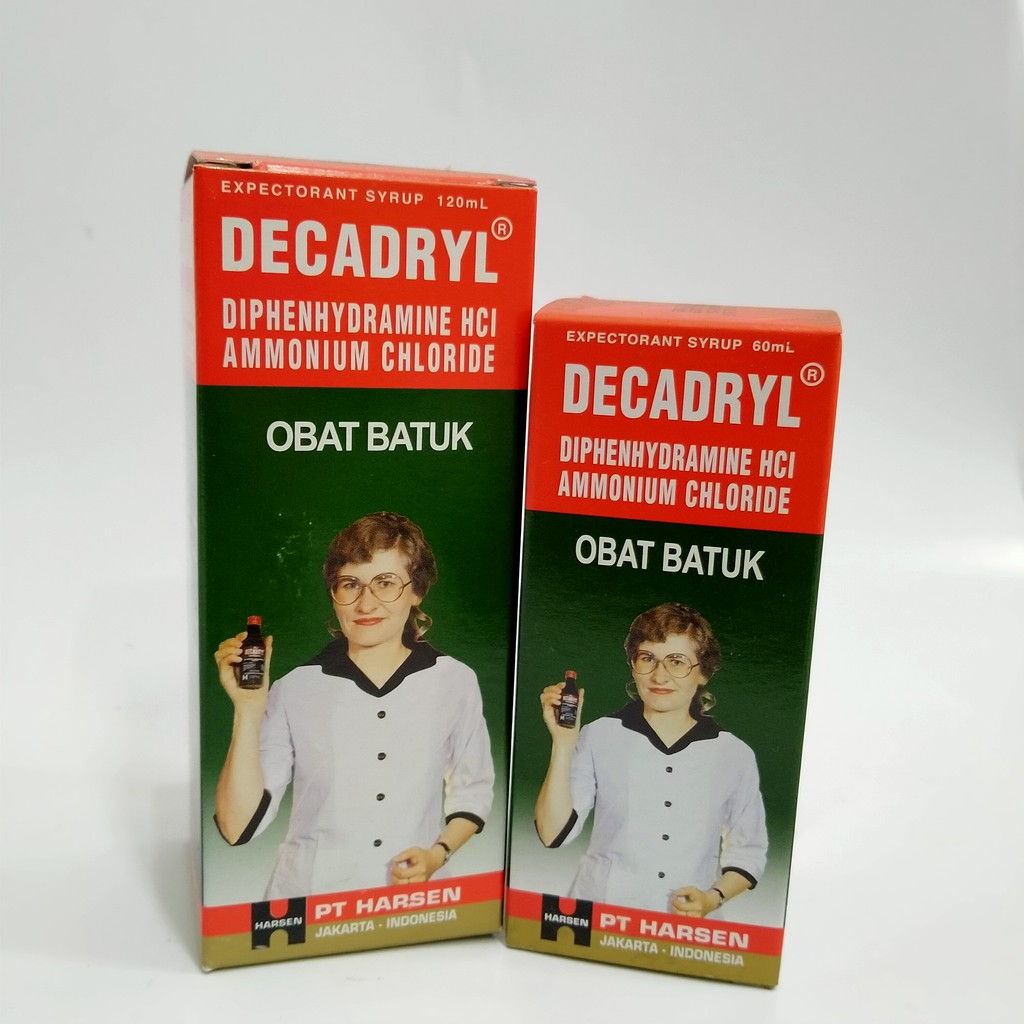 EXPECTORANT SYRUP 120mL
DECADRYL®
DIPHENHYDRAMINE HCl
AMMONIUM CHLORIDE
OBAT BATUK
HARSEN
PT HARSEN
JAKARTA - INDONESIA
EXPECTORANT SYRUP 60mL
DECADRYL®
DIPHENHYDRAMINE HCl
AMMONIUM CHLORIDE
OBAT BATUK
HARSEN
PT HARSEN
JAKARTA - INDONESIA